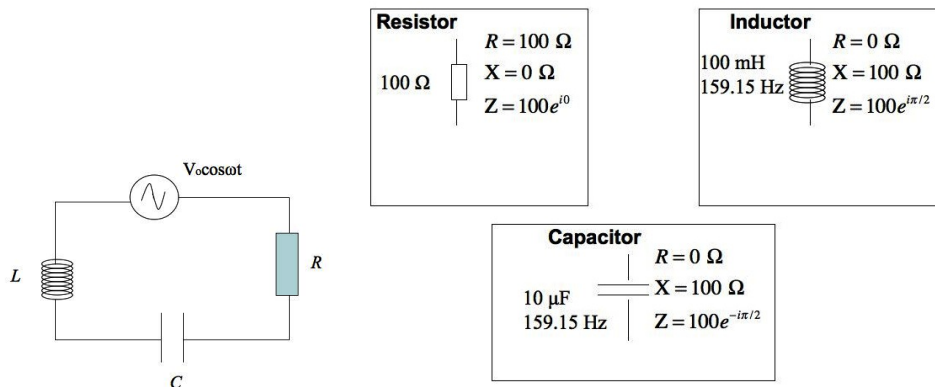 Resistor
R = 100 Ω
100 Ω
X = 0 Ω
Z = 100e^{i0}
Inductor
R = 0 Ω
100 mH
X = 100 Ω
159.15 Hz
Z = 100e^{iπ/2}
V₀cosωt
L
R
C
Capacitor
R = 0 Ω
X = 100 Ω
10 μF
159.15 Hz
Z = 100e^{-iπ/2}